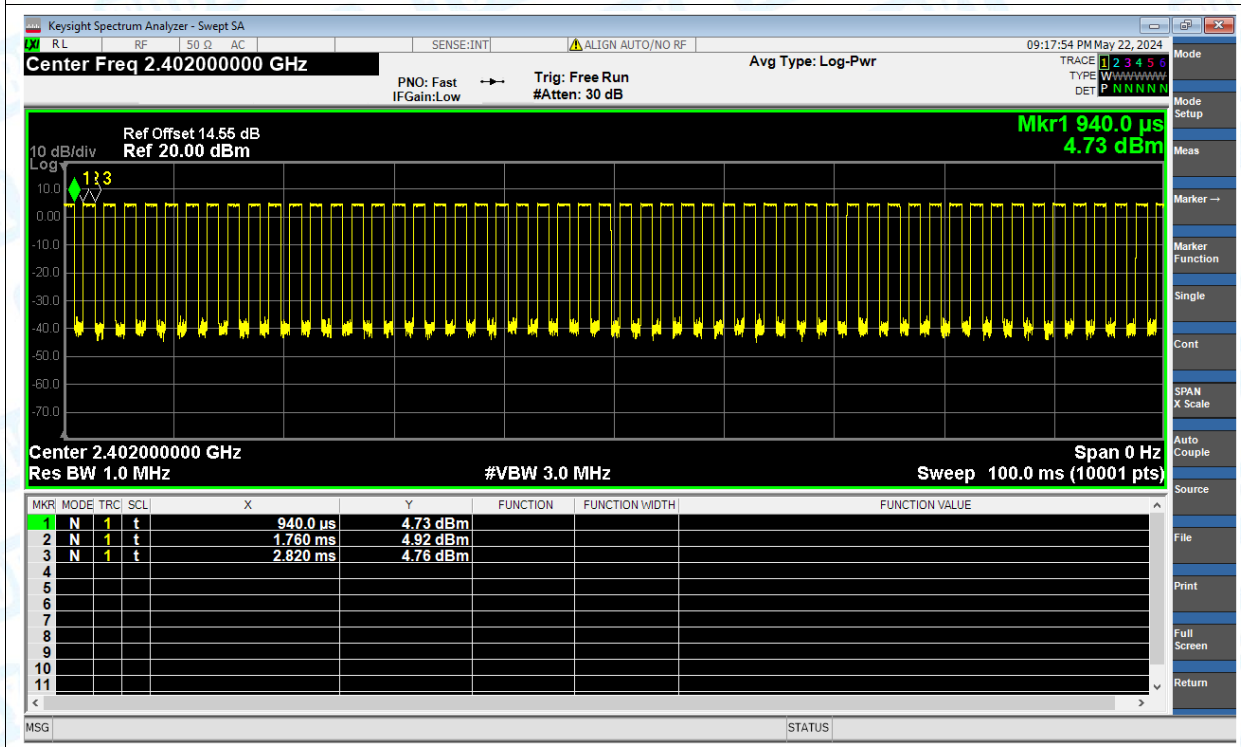 Keysight Spectrum Analyzer - Swept SA
LXI RL RF 50 Ω AC SENSE:INT ALIGN AUTO/NO RF 09:17:54 PM May 22, 2024
Center Freq 2.402000000 GHz
PNO: Fast
IFGain:Low
Trig: Free Run
#Atten: 30 dB
Avg Type: Log-Pwr
TRACE 1 2 3 4 5 6
TYPE WWWWWW
DET P N N N N N
Mkr1 940.0 µs
4.73 dBm
Ref Offset 14.55 dB
10 dB/div Ref 20.00 dBm
Log
1 2 3
10.0
0.00
-10.0
-20.0
-30.0
-40.0
-50.0
-60.0
-70.0
Center 2.402000000 GHz Span 0 Hz
Res BW 1.0 MHz #VBW 3.0 MHz Sweep 100.0 ms (10001 pts)
MKR MODE TRC SCL X Y FUNCTION FUNCTION WIDTH FUNCTION VALUE
1 N 1 t 940.0 µs 4.73 dBm
2 N 1 t 1.760 ms 4.92 dBm
3 N 1 t 2.820 ms 4.76 dBm
4
5
6
7
8
9
10
11
MSG STATUS
Mode
Mode
Setup
Meas
Marker →
Marker
Function
Single
Cont
SPAN
X Scale
Auto
Couple
Source
File
Print
Full
Screen
Return